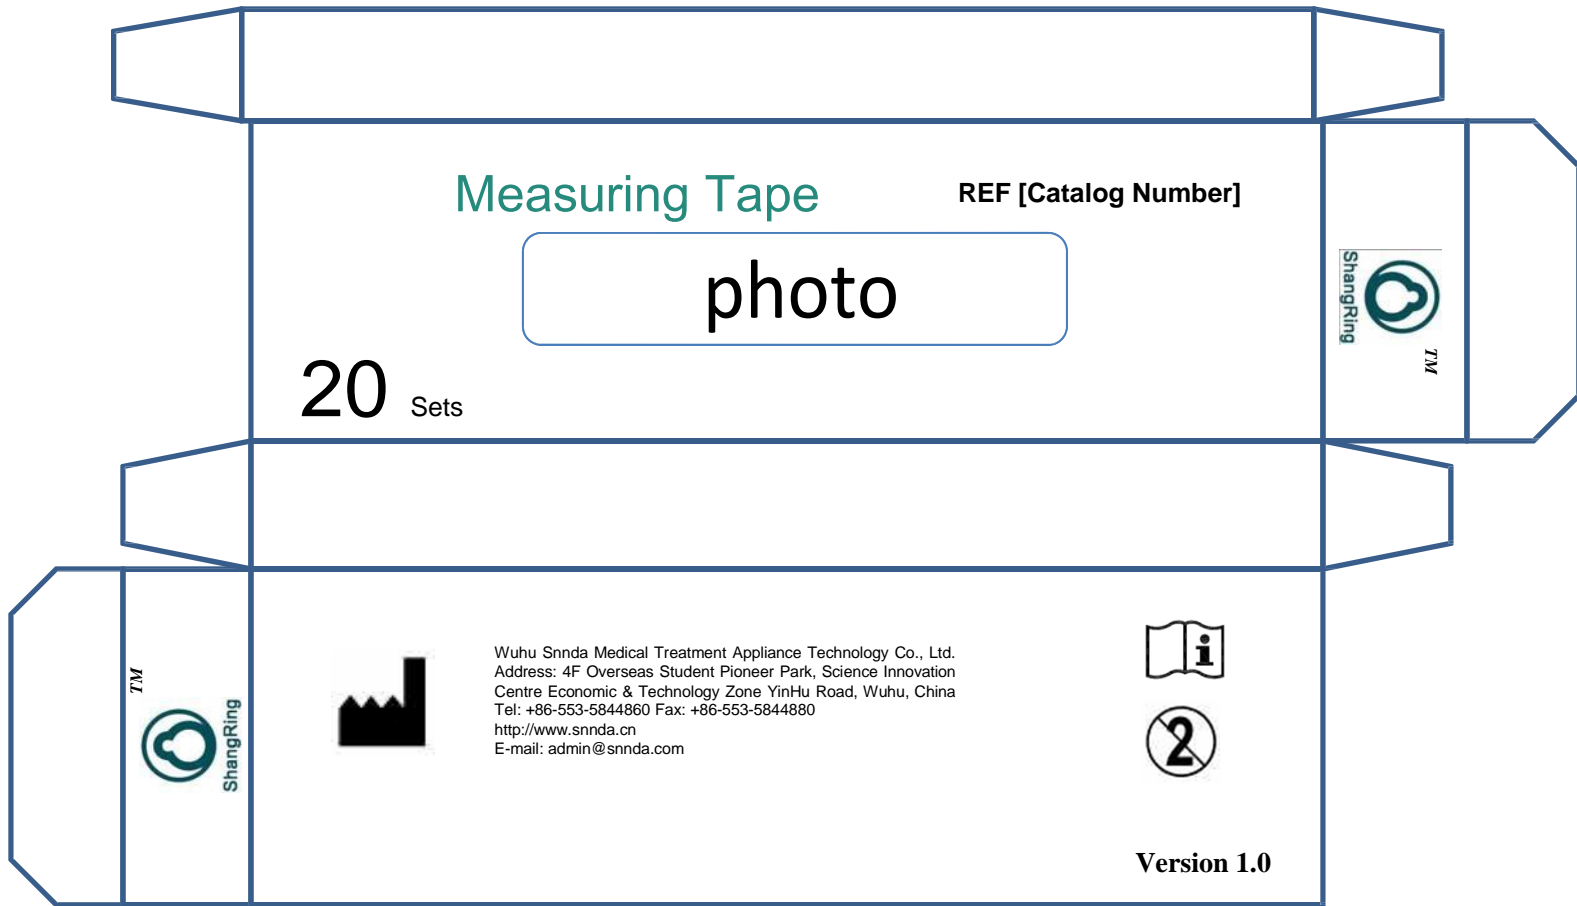 Measuring Tape
REF [Catalog Number]
photo
20 Sets
ShangRing
TM
TM
ShangRing
Wuhu Snnda Medical Treatment Appliance Technology Co., Ltd.
Address: 4F Overseas Student Pioneer Park, Science Innovation
Centre Economic & Technology Zone YinHu Road, Wuhu, China
Tel: +86-553-5844860 Fax: +86-553-5844880
http://www.snnda.cn
E-mail: admin@snnda.com
i
2
Version 1.0